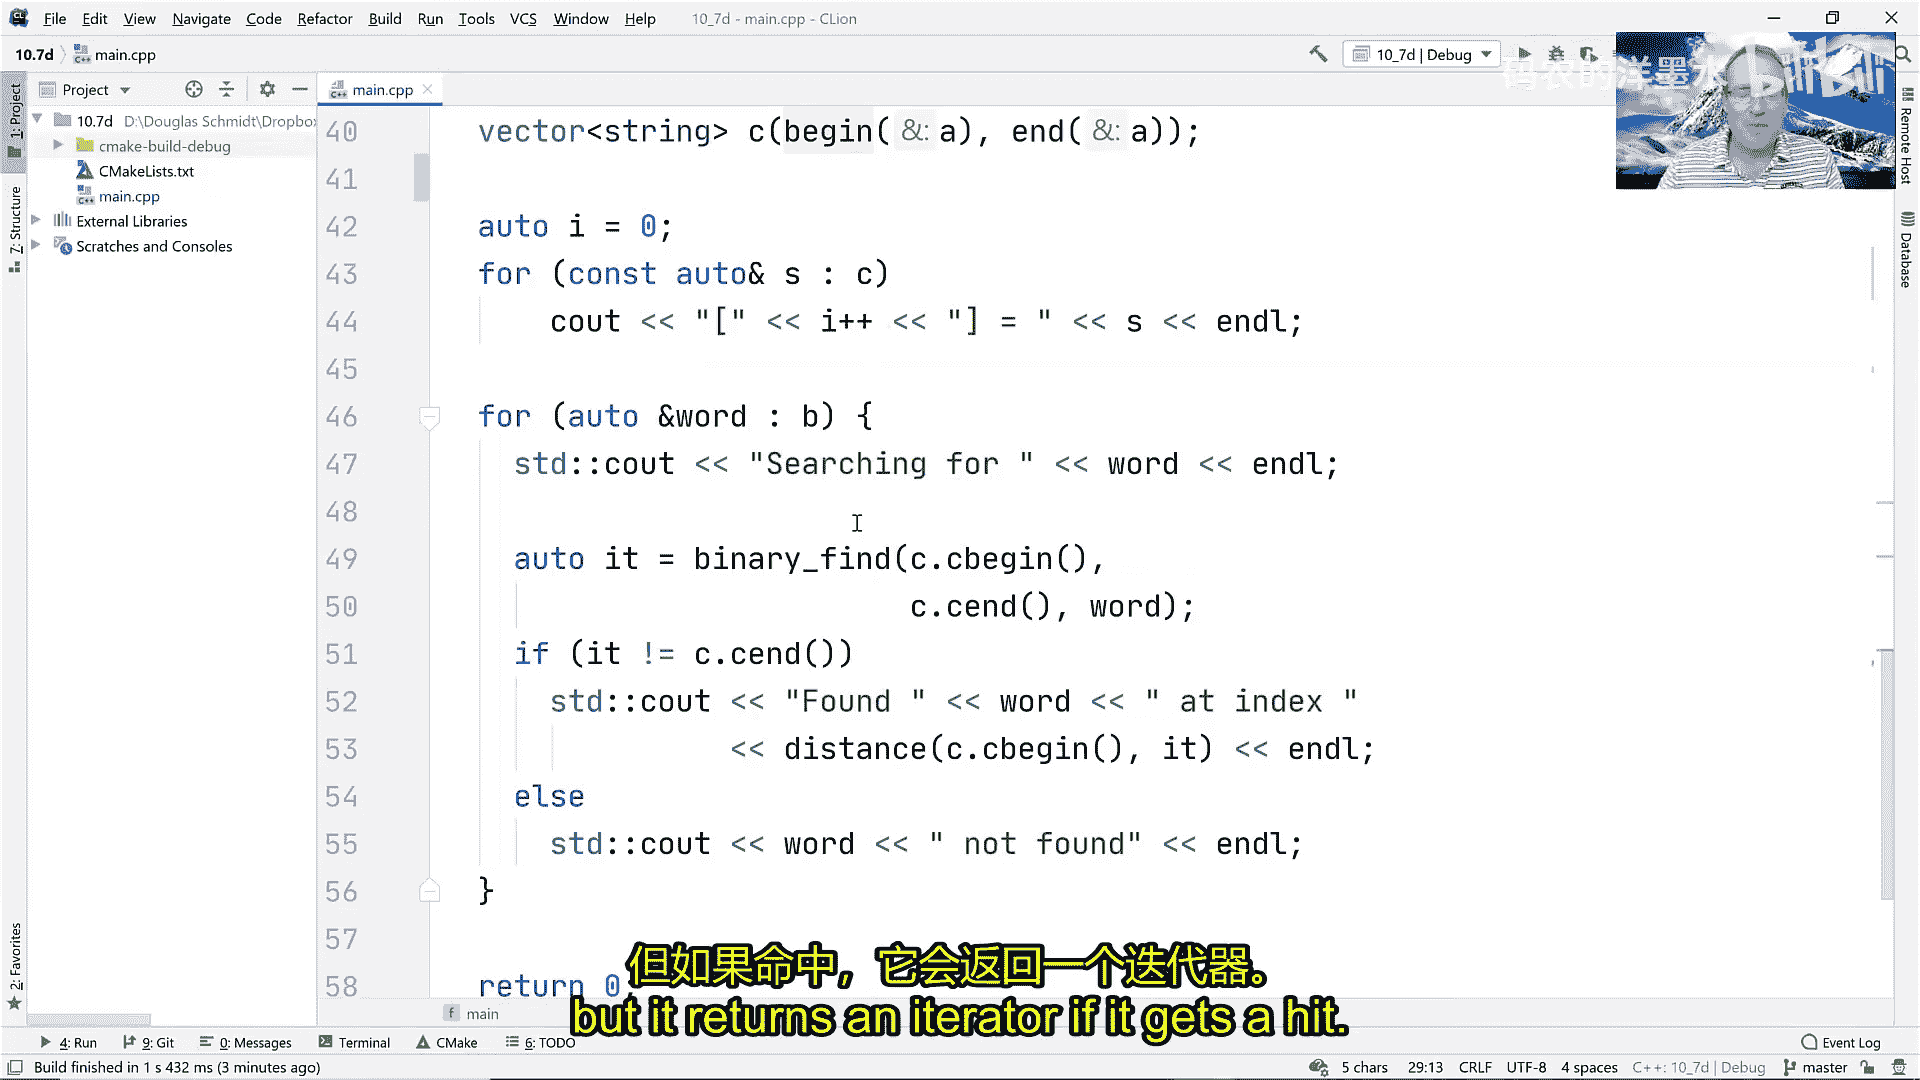 File Edit View Navigate Code Refactor Build Run Tools VCS Window Help 10_7d - main.cpp - CLion
10.7d main.cpp 10_7d | Debug
码农的洋墨水 bilibili
Project main.cpp
10.7d D:\Douglas Schmidt\Dropbo
cmake-build-debug
CMakeLists.txt
main.cpp
External Libraries
Scratches and Consoles
1: Project
7: Structure
2: Favorites
Remote Host
Database
40 vector<string> c(begin( &: a), end( &: a));
41
42 auto i = 0;
43 for (const auto& s : c)
44 cout << "[" << i++ << "] = " << s << endl;
45
46 for (auto &word : b) {
47 std::cout << "Searching for " << word << endl;
48
49 auto it = binary_find(c.cbegin(),
50 c.cend(), word);
51 if (it != c.cend())
52 std::cout << "Found " << word << " at index "
53 << distance(c.cbegin(), it) << endl;
54 else
55 std::cout << word << " not found" << endl;
56 }
57
58 return 0;
但如果命中，它会返回一个迭代器。
but it returns an iterator if it gets a hit.
f main
4: Run 9: Git 0: Messages Terminal CMake 6: TODO Event Log
Build finished in 1 s 432 ms (3 minutes ago) 5 chars 29:13 CRLF UTF-8 4 spaces C++: 10_7d | Debug master